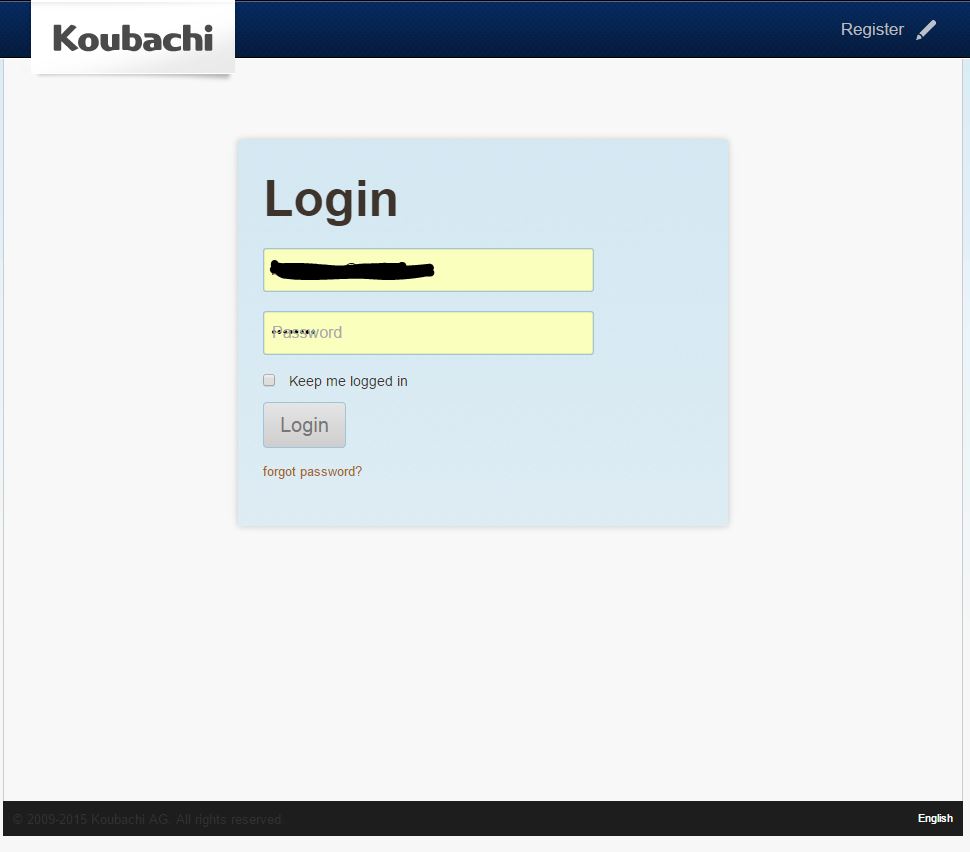 Koubachi
Register
Login
Password
Keep me logged in
Login
forgot password?
© 2009-2015 Koubachi AG. All rights reserved.
English